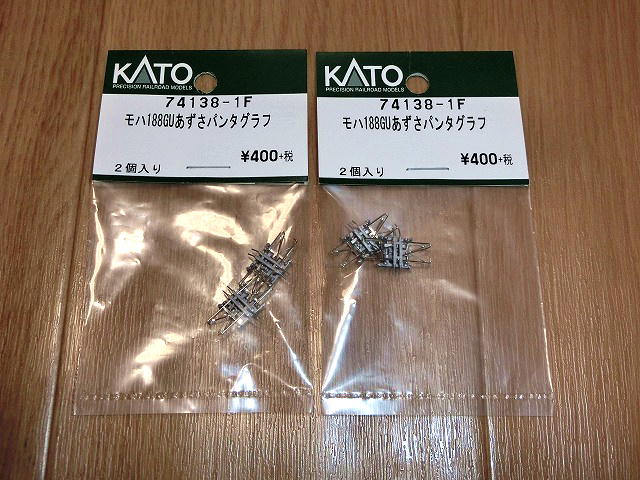 KATO
PRECISION RAILROAD MODELS
74138-1F
モハ188GUあずさパンタグラフ
¥400+税
2個入り
KATO
PRECISION RAILROAD MODELS
74138-1F
モハ188GUあずさパンタグラフ
¥400+税
2個入り